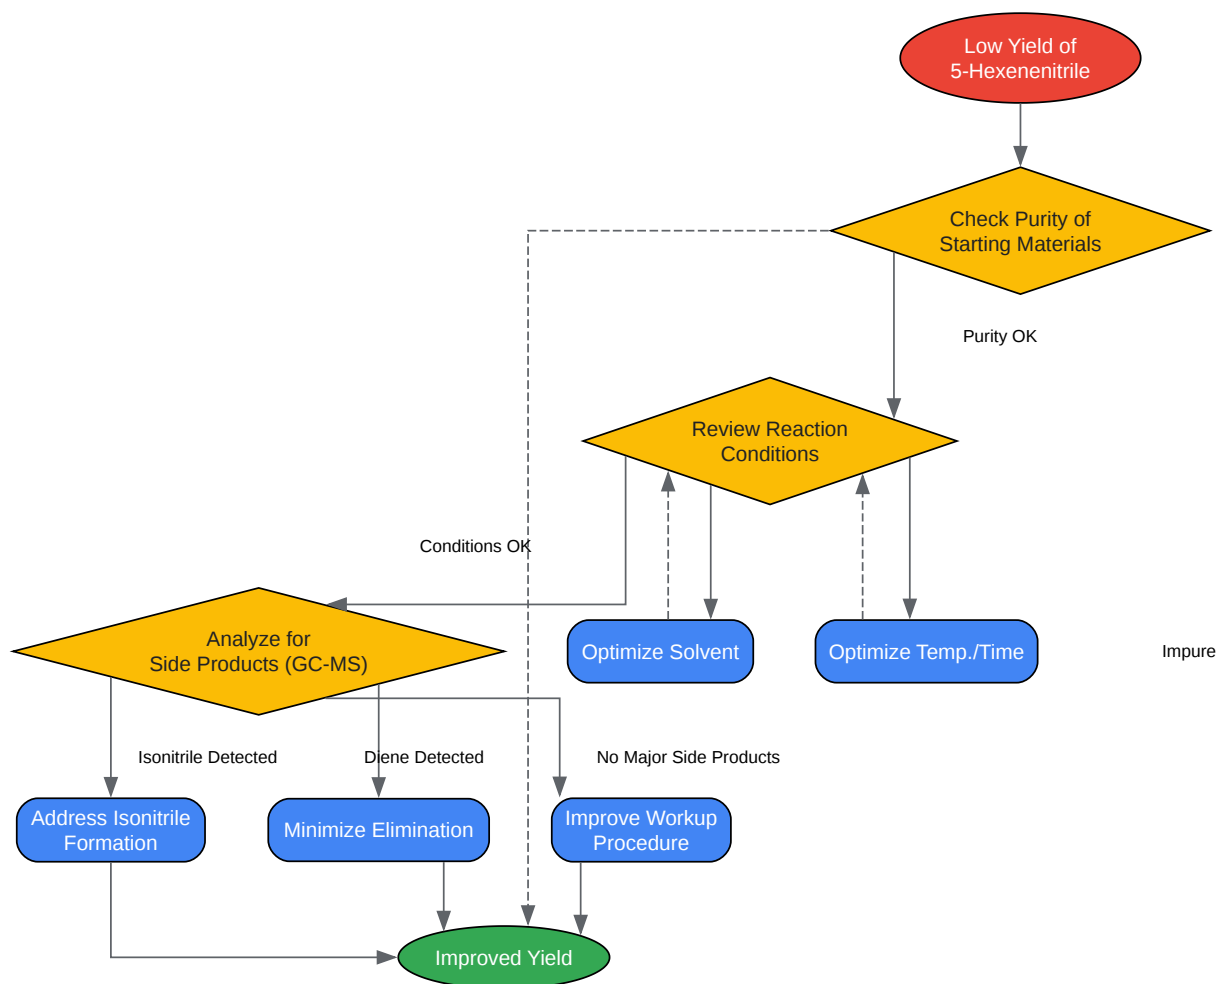 Low Yield of
5-Hexenenitrile
Check Purity of
Starting Materials
Purity OK
Review Reaction
Conditions
Conditions OK
Analyze for
Side Products (GC-MS)
Optimize Solvent
Optimize Temp./Time
Impure
Isonitrile Detected
Diene Detected
No Major Side Products
Address Isonitrile
Formation
Minimize Elimination
Improve Workup
Procedure
Improved Yield